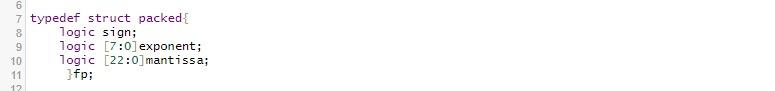 6
7 typedef struct packed{
8 logic sign;
9 logic [7:0]exponent;
10 logic [22:0]mantissa;
11 }fp;
12